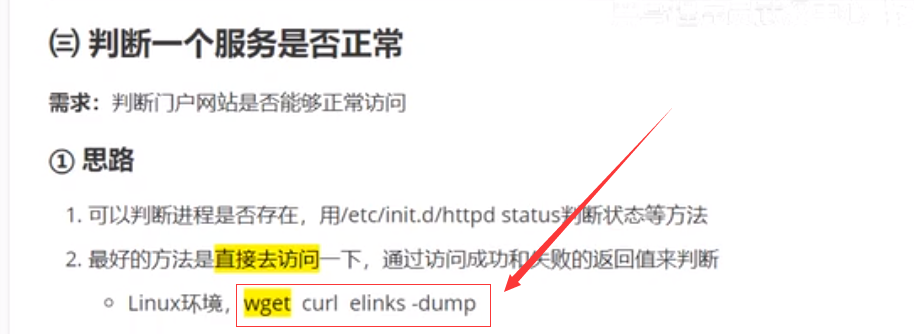 ㈢ 判断一个服务是否正常
需求：判断门户网站是否能够正常访问
① 思路
1. 可以判断进程是否存在，用/etc/init.d/httpd status判断状态等方法
2. 最好的方法是直接去访问一下，通过访问成功和失败的返回值来判断
○ Linux环境，wget curl elinks -dump